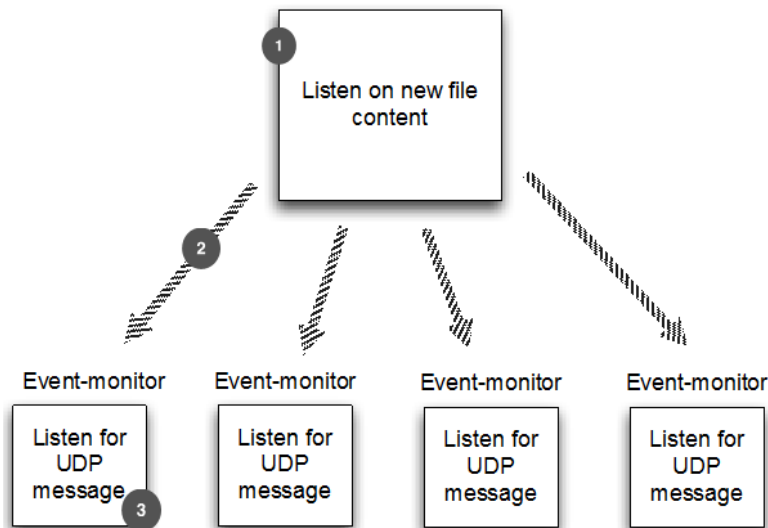 1
Listen on new file
content
2
Event-monitor Event-monitor Event-monitor Event-monitor
Listen for Listen for Listen for Listen for
UDP UDP UDP UDP
message message message message
3